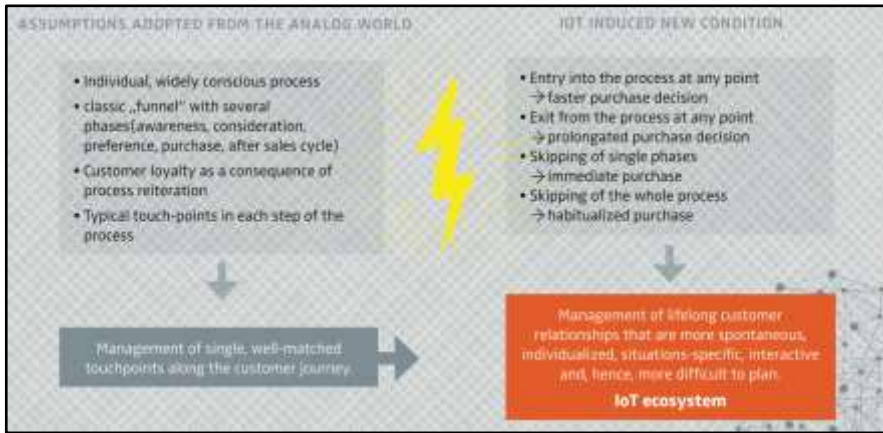 ASSUMPTIONS ADOPTED FROM THE ANALOG WORLD
• Individual, widely conscious process
• classic „funnel" with several
phases(awareness, consideration,
preference, purchase, after sales cycle)
• Customer loyalty as a consequence of
process reiteration
• Typical touch-points in each step of the
process
Management of single, well-matched
touchpoints along the customer journey.
IOT INDUCED NEW CONDITION
• Entry into the process at any point
→ faster purchase decision
• Exit from the process at any point
→ prolongated purchase decision
• Skipping of single phases
→ immediate purchase
• Skipping of the whole process
→ habitualized purchase
Management of lifelong customer
relationships that are more spontaneous,
individualized, situations-specific, interactive
and, hence, more difficult to plan.
IoT ecosystem